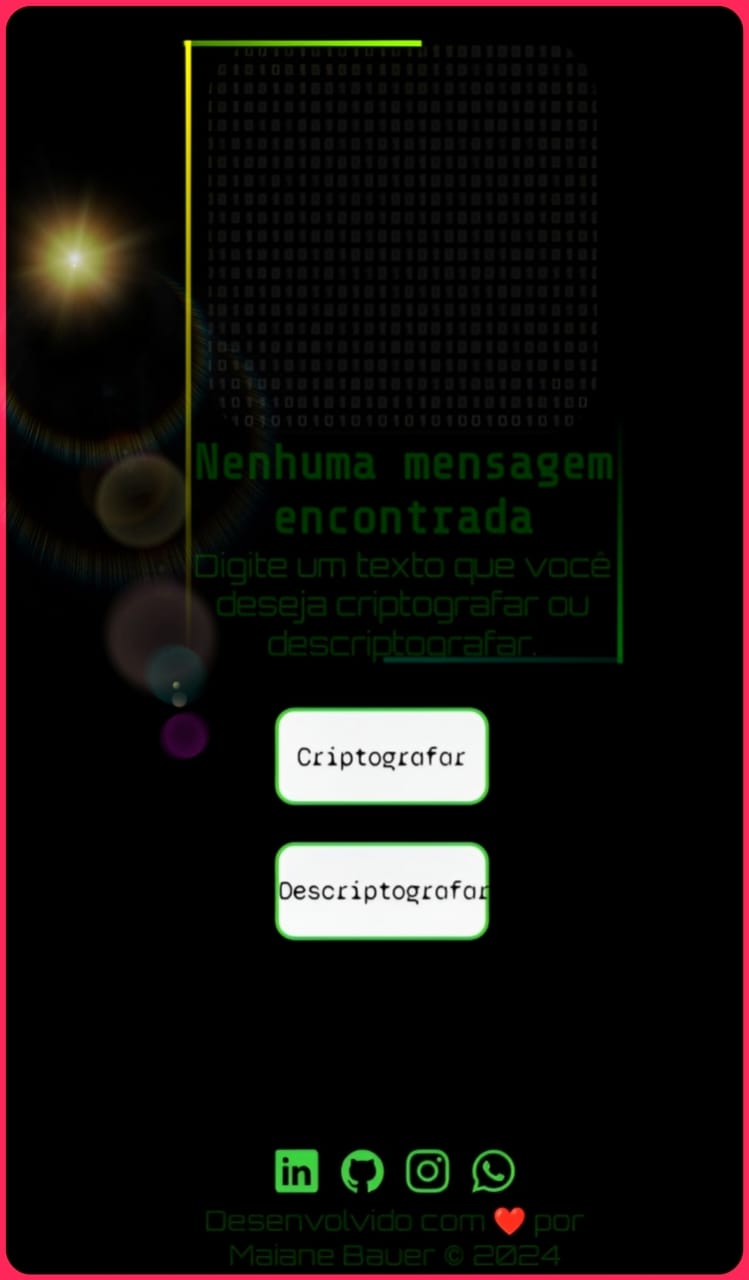 Nenhuma mensagem
encontrada
Digite um texto que você
deseja criptografar ou
descriptografar.
Criptografar
Descriptografar
in
Desenvolvido com ❤️ por
Maiane Bauer © 2024